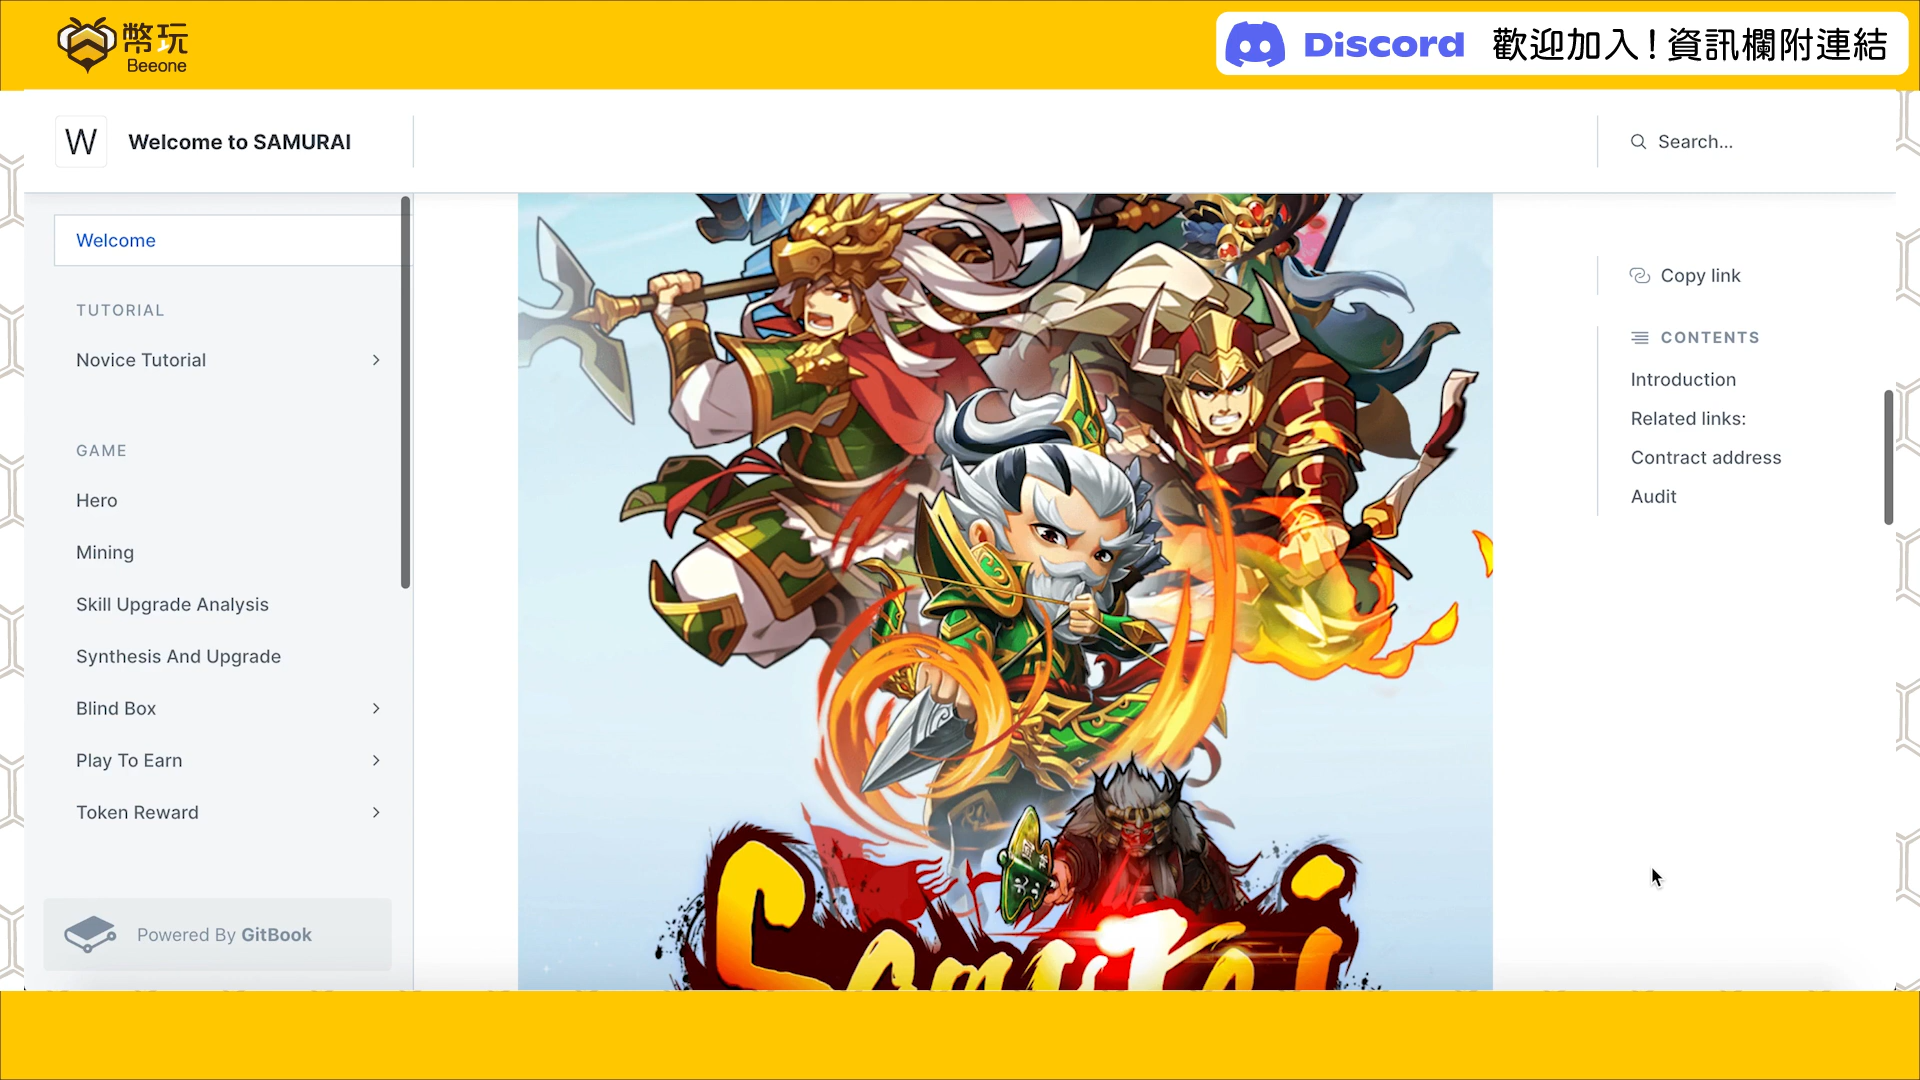 幣玩
Beeone
Discord 歡迎加入!資訊欄附連結
W Welcome to SAMURAI
Search...
Welcome
TUTORIAL
Novice Tutorial
GAME
Hero
Mining
Skill Upgrade Analysis
Synthesis And Upgrade
Blind Box
Play To Earn
Token Reward
Powered By GitBook
Samurai
Copy link
CONTENTS
Introduction
Related links:
Contract address
Audit